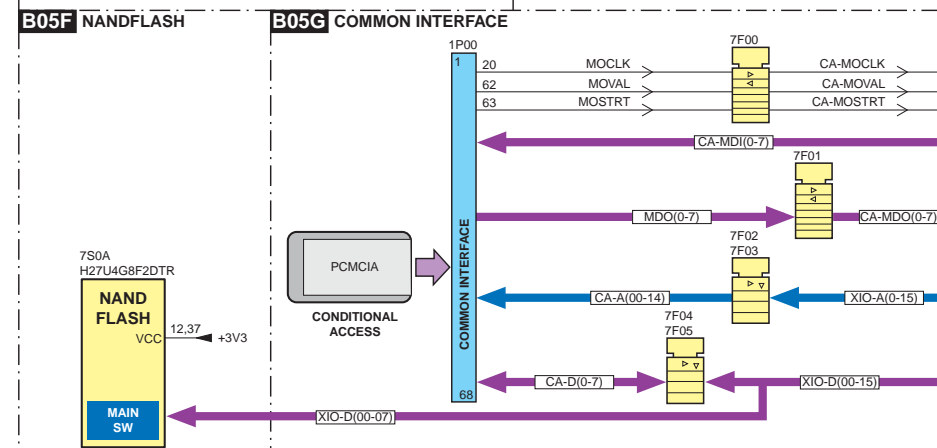 B05F NANDFLASH
B05G COMMON INTERFACE
1P00
1
20
MOCLK
7F00
CA-MOCLK
62
MOVAL
CA-MOVAL
63
MOSTRT
CA-MOSTRT
CA-MDI(0-7)
7F01
MDO(0-7)
CA-MDO(0-7)
COMMON INTERFACE
PCMCIA
CONDITIONAL
ACCESS
7F02
7F03
CA-A(00-14)
XIO-A(0-15)
7F04
7F05
CA-D(0-7)
XIO-D(00-15)
68
7S0A
H27U4G8F2DTR
NAND
FLASH
VCC
12,37
+3V3
MAIN
SW
XIO-D(00-07)